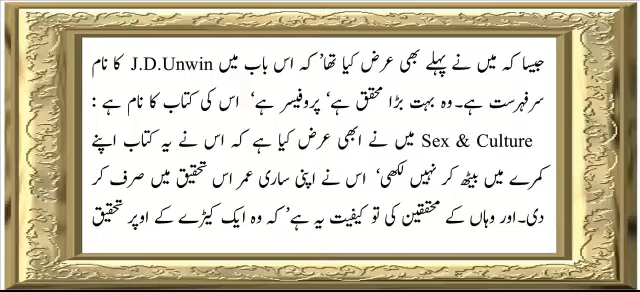 جیسا کہ میں نے پہلے بھی عرض کیا تھا’ کہ اس باب میں J.D.Unwin کا نام
سرفہرست ہے۔ وہ بہت بڑا محقق ہے‘ پروفیسر ہے‘ اس کی کتاب کا نام ہے :
Sex & Culture میں نے ابھی عرض کیا ہے کہ اس نے یہ کتاب اپنے
کمرے میں بیٹھ کر نہیں لکھی‘ اس نے اپنی ساری عمر اس تحقیق میں صرف کر
دی۔اور وہاں کے محققین کی تو کیفیت یہ ہے’ کہ وہ ایک کیڑے کے اوپر تحقیق